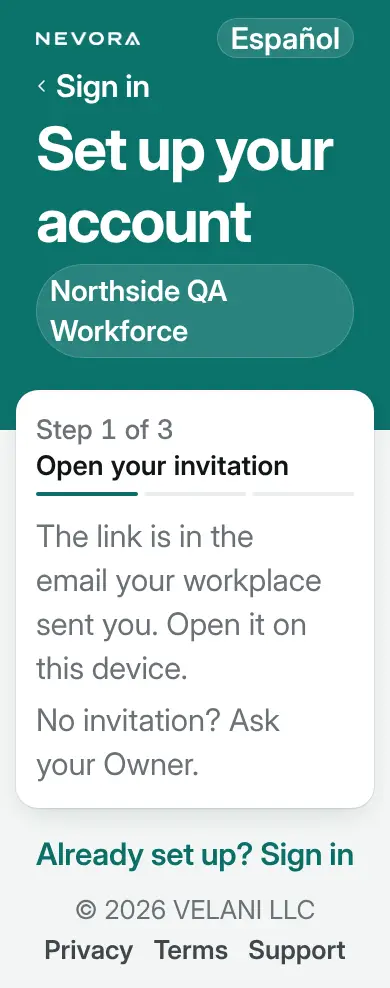 NEVORA
Español
Sign in
Set up your
account
Northside QA
Workforce
Step 1 of 3
Open your invitation
The link is in the
email your workplace
sent you. Open it on
this device.
No invitation? Ask
your Owner.
Already set up? Sign in
© 2026 VELANI LLC
Privacy Terms Support